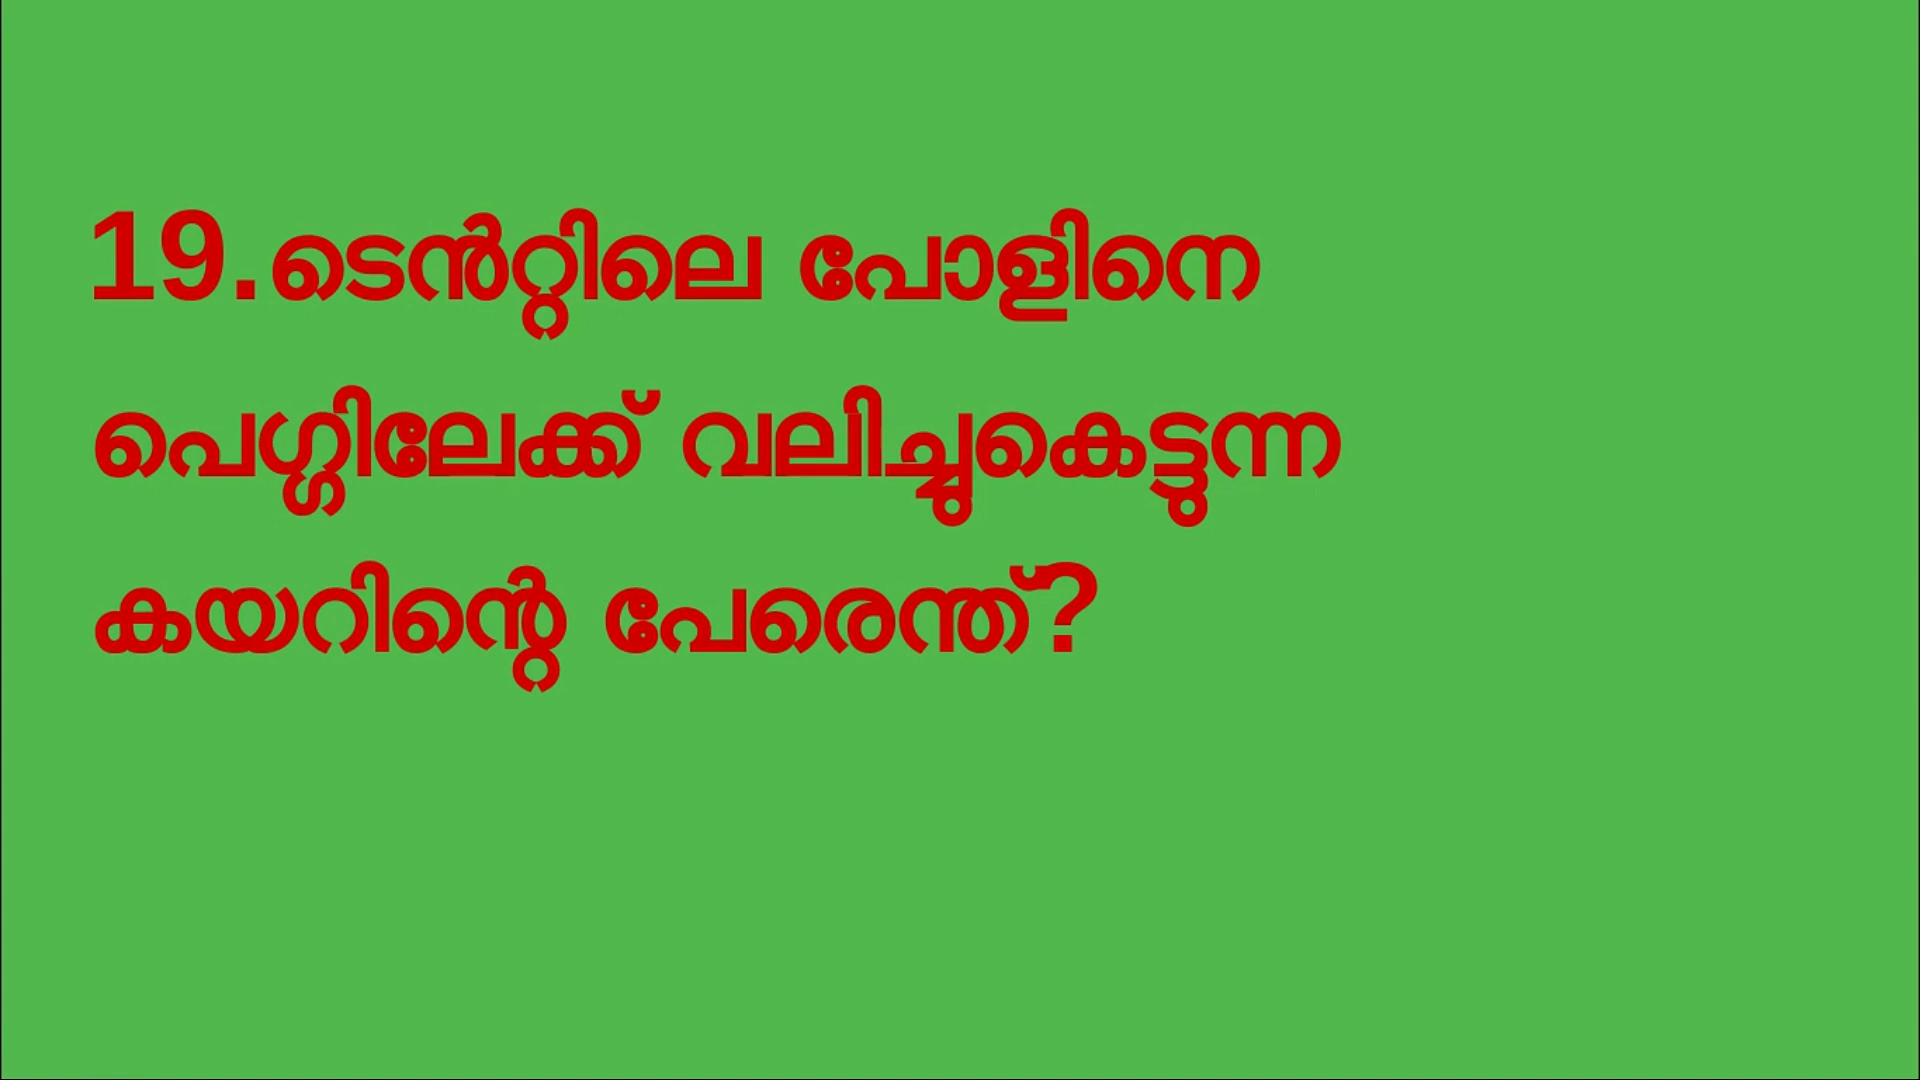 19.ടെൻറ്റിലെ പോളിനെ
പെഗ്ഗിലേക്ക് വലിച്ചുകെട്ടുന്ന
കയറിന്റെ പേരെന്ത്?